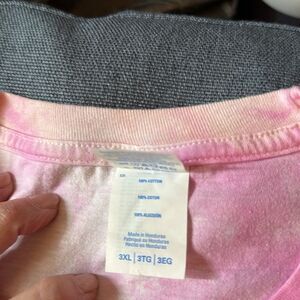 100% COTTON
100% COTON
100% ALGODÓN
Made in Honduras
Fabriqué au Honduras
Hecho en Honduras
3XL | 3TG | 3EG